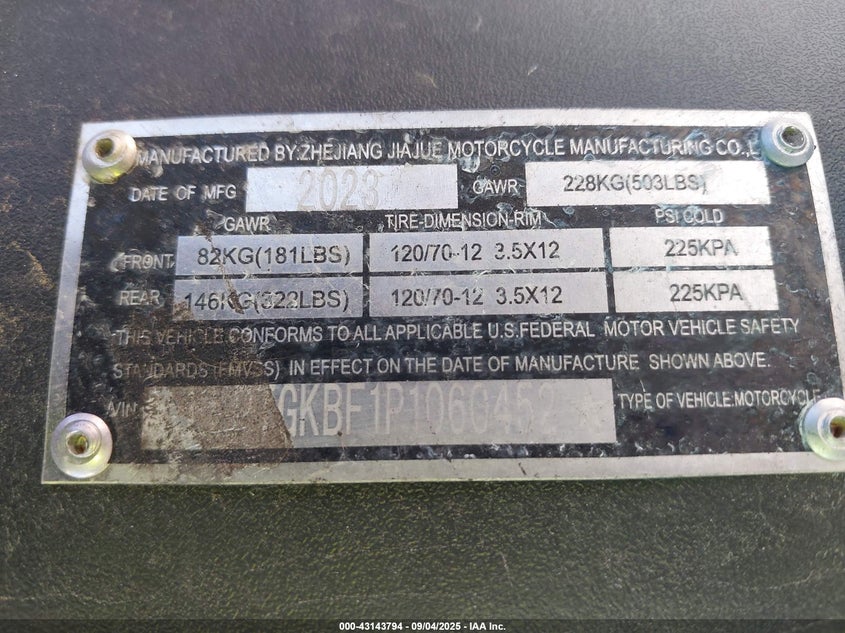 MANUFACTURED BY:ZHEJIANG JIAJUE MOTORCYCLE MANUFACTURING CO.,L
DATE OF MFG 2023 GAWR 228KG(503LBS)
GAWR TIRE-DIMENSION-RIM PSI COLD
FRONT 82KG(181LBS) 120/70-12 3.5X12 225KPA
REAR 146KG(322LBS) 120/70-12 3.5X12 225KPA
THIS VEHICLE CONFORMS TO ALL APPLICABLE U.S.FEDERAL MOTOR VEHICLE SAFETY
STANDARDS (FMVSS) IN EFFECT ON THE DATE OF MANUFACTURE SHOWN ABOVE.
VIN GKBF1P1060452 TYPE OF VEHICLE:MOTORCYCLE
000-43143794 - 09/04/2025 - IAA Inc.